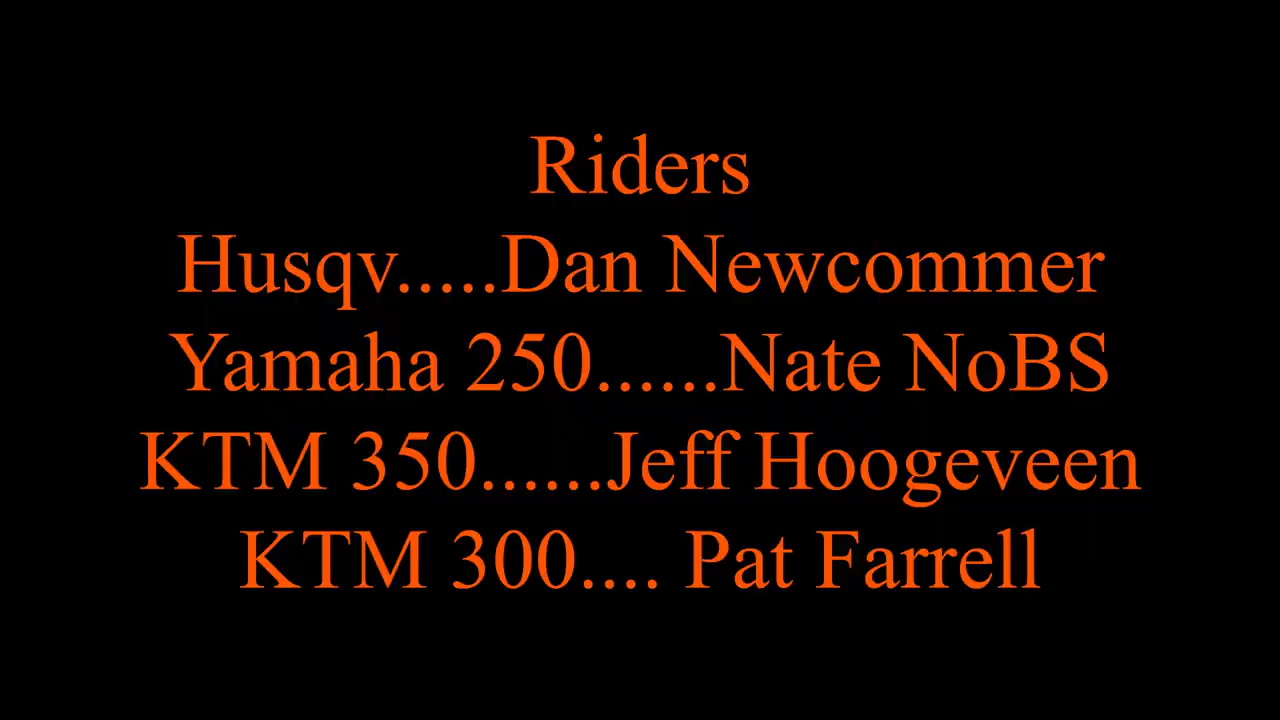 Riders
Husqv.....Dan Newcommer
Yamaha 250......Nate NoBS
KTM 350......Jeff Hoogeveen
KTM 300.... Pat Farrell